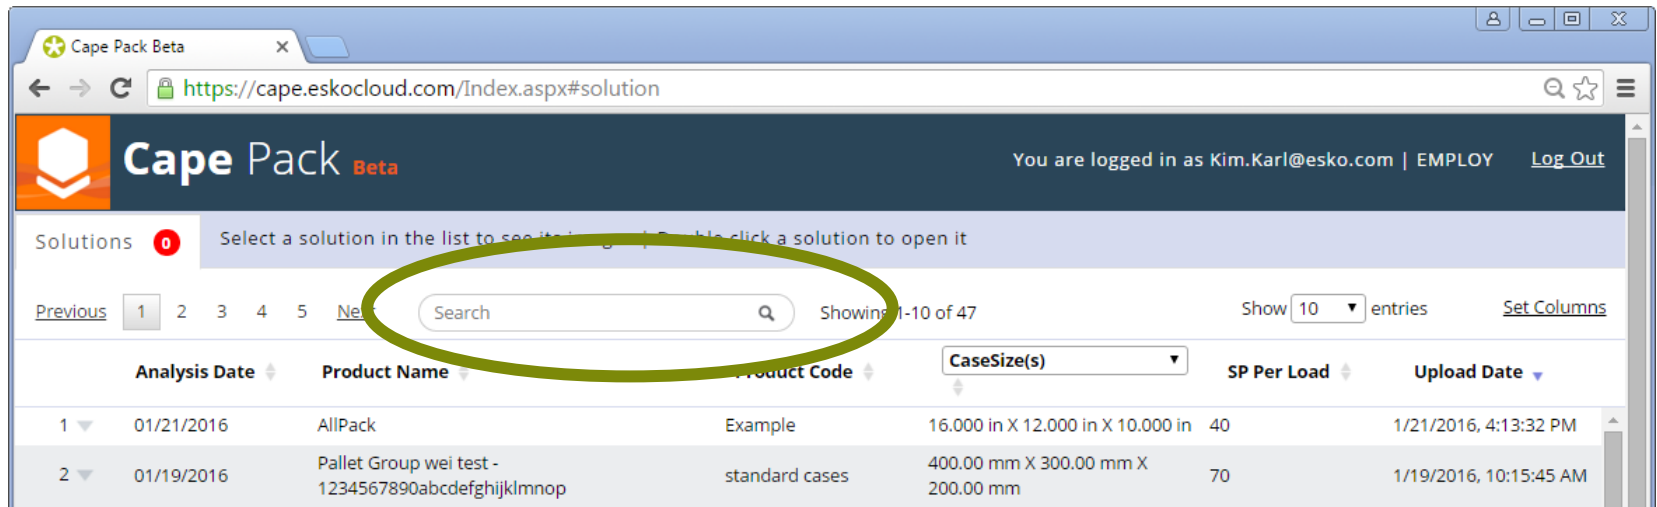 Cape Pack Beta
https://cape.eskocloud.com/Index.aspx#solution
Cape Pack Beta
You are logged in as Kim.Karl@esko.com | EMPLOY Log Out
Solutions 0 Select a solution in the list to see its | Double click a solution to open it
Previous 1 2 3 4 5 Next Search Showing 1-10 of 47 Show 10 entries Set Columns
Analysis Date Product Name Product Code CaseSize(s) SP Per Load Upload Date
1 01/21/2016 AllPack Example 16.000 in X 12.000 in X 10.000 in 40 1/21/2016, 4:13:32 PM
2 01/19/2016 Pallet Group wei test - 1234567890abcdefghijklmnop standard cases 400.00 mm X 300.00 mm X 200.00 mm 70 1/19/2016, 10:15:45 AM